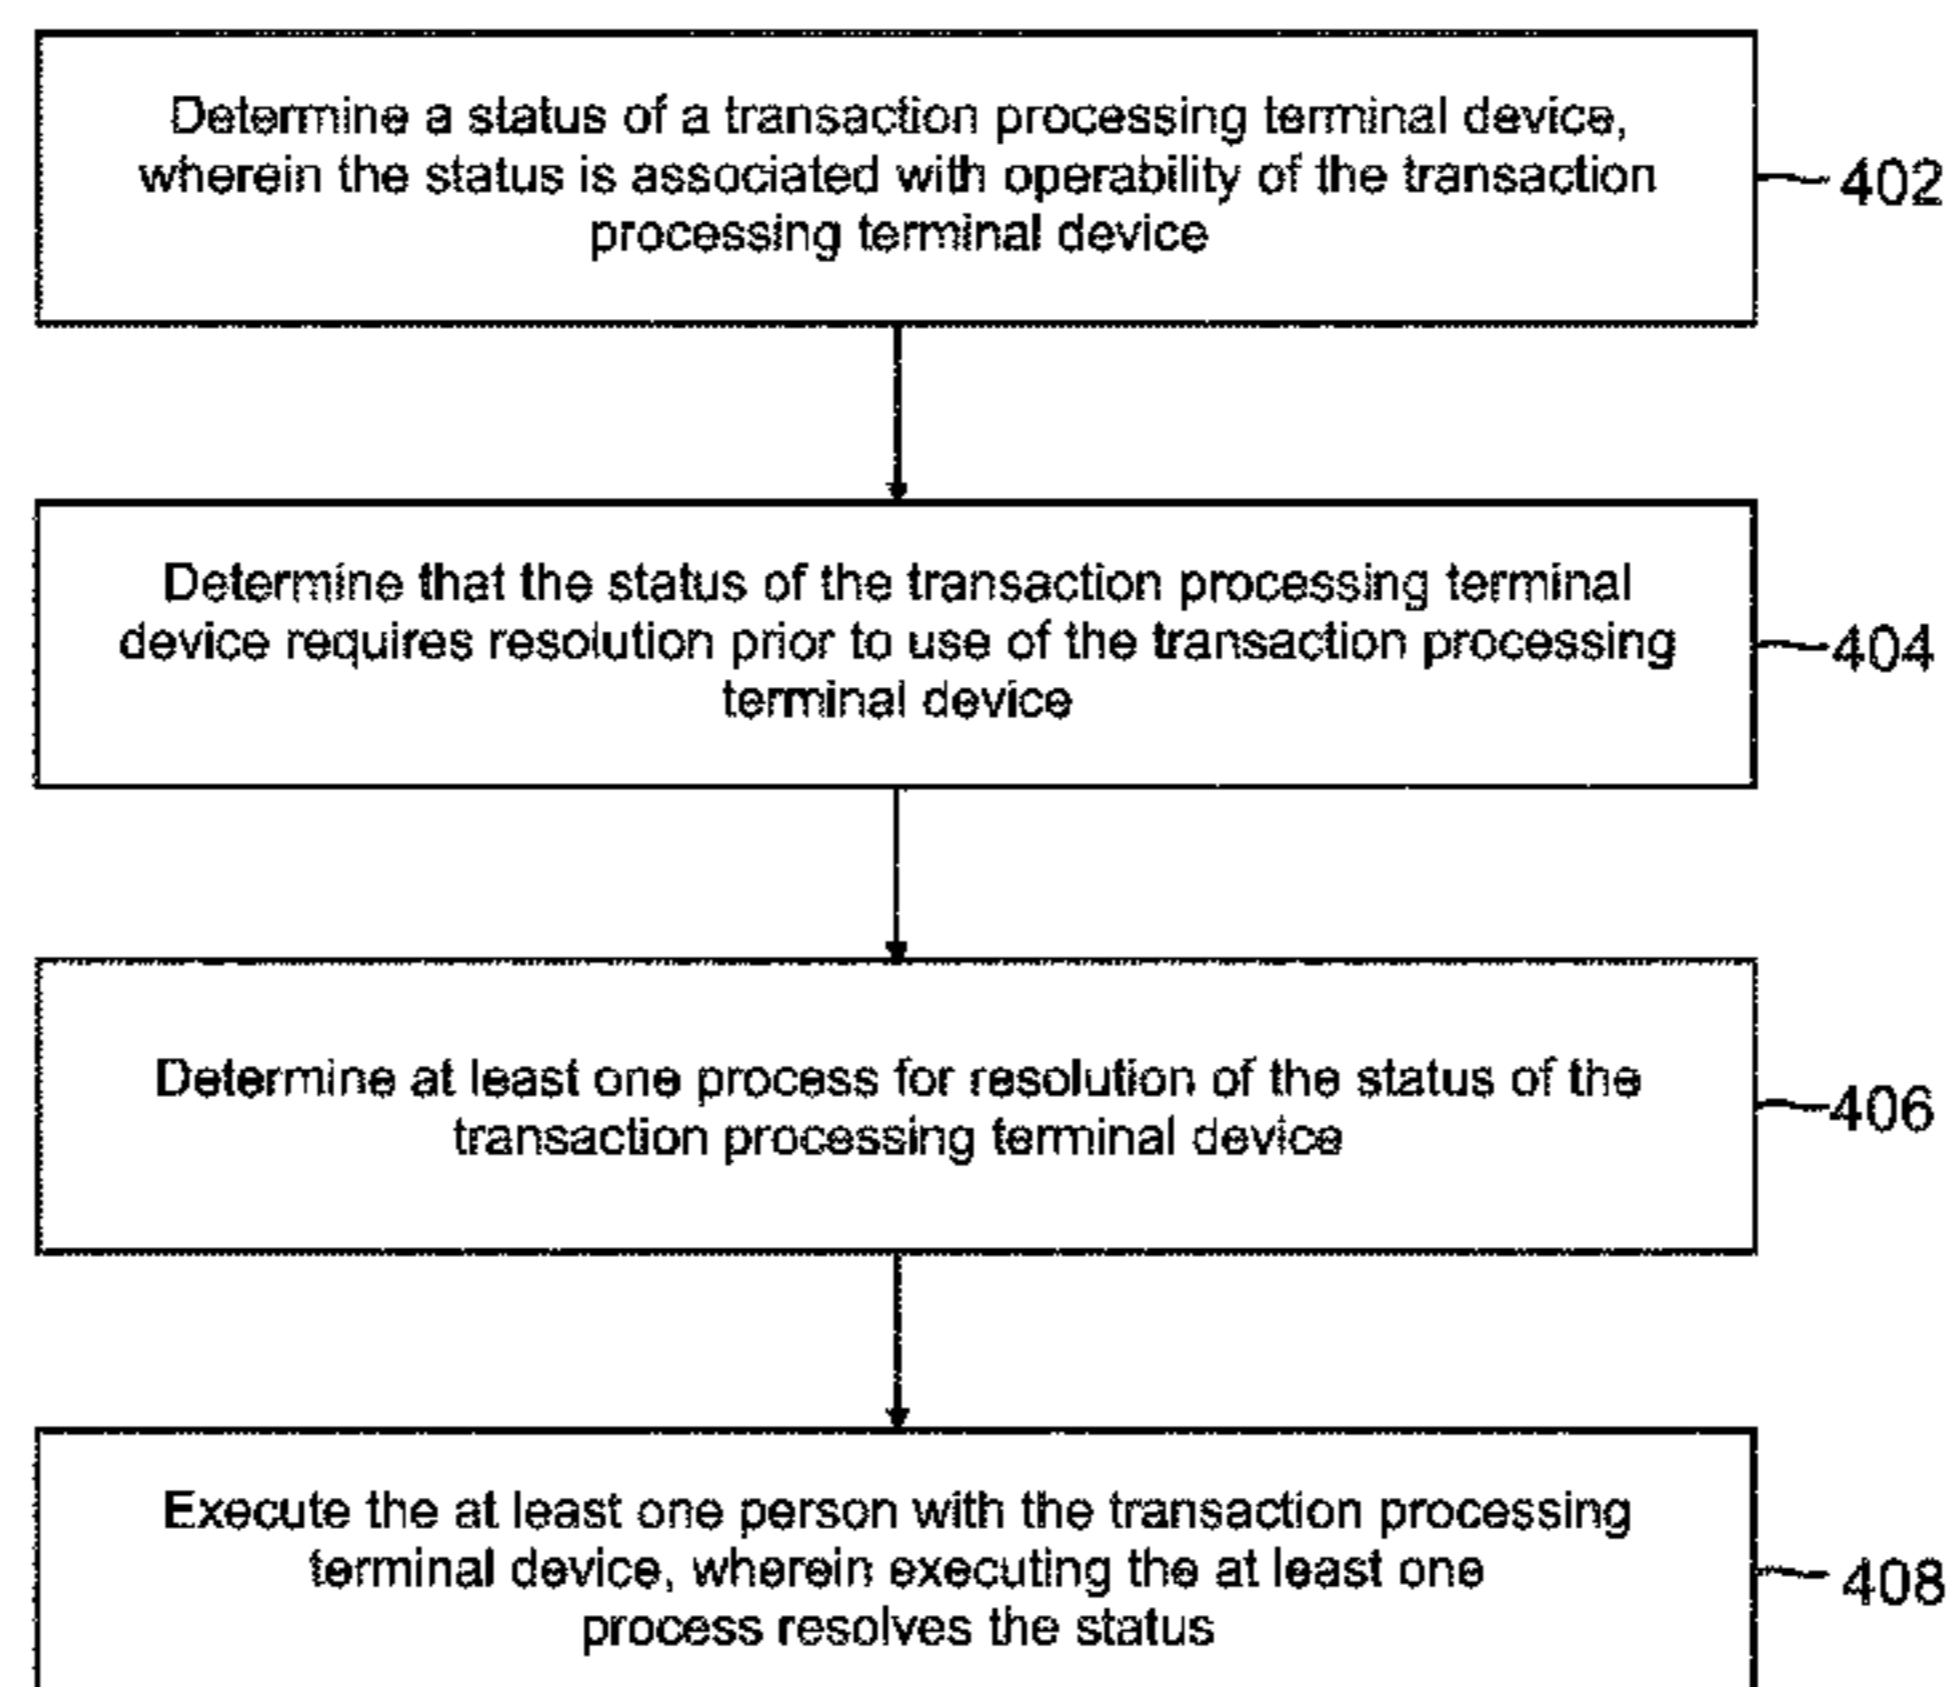 Determine a status of a transaction processing terminal device,
wherein the status is associated with operability of the transaction
processing terminal device
402
Determine that the status of the transaction processing terminal
device requires resolution prior to use of the transaction processing
terminal device
404
Determine at least one process for resolution of the status of the
transaction processing terminal device
406
Execute the at least one person with the transaction processing
terminal device, wherein executing the at least one
process resolves the status
408